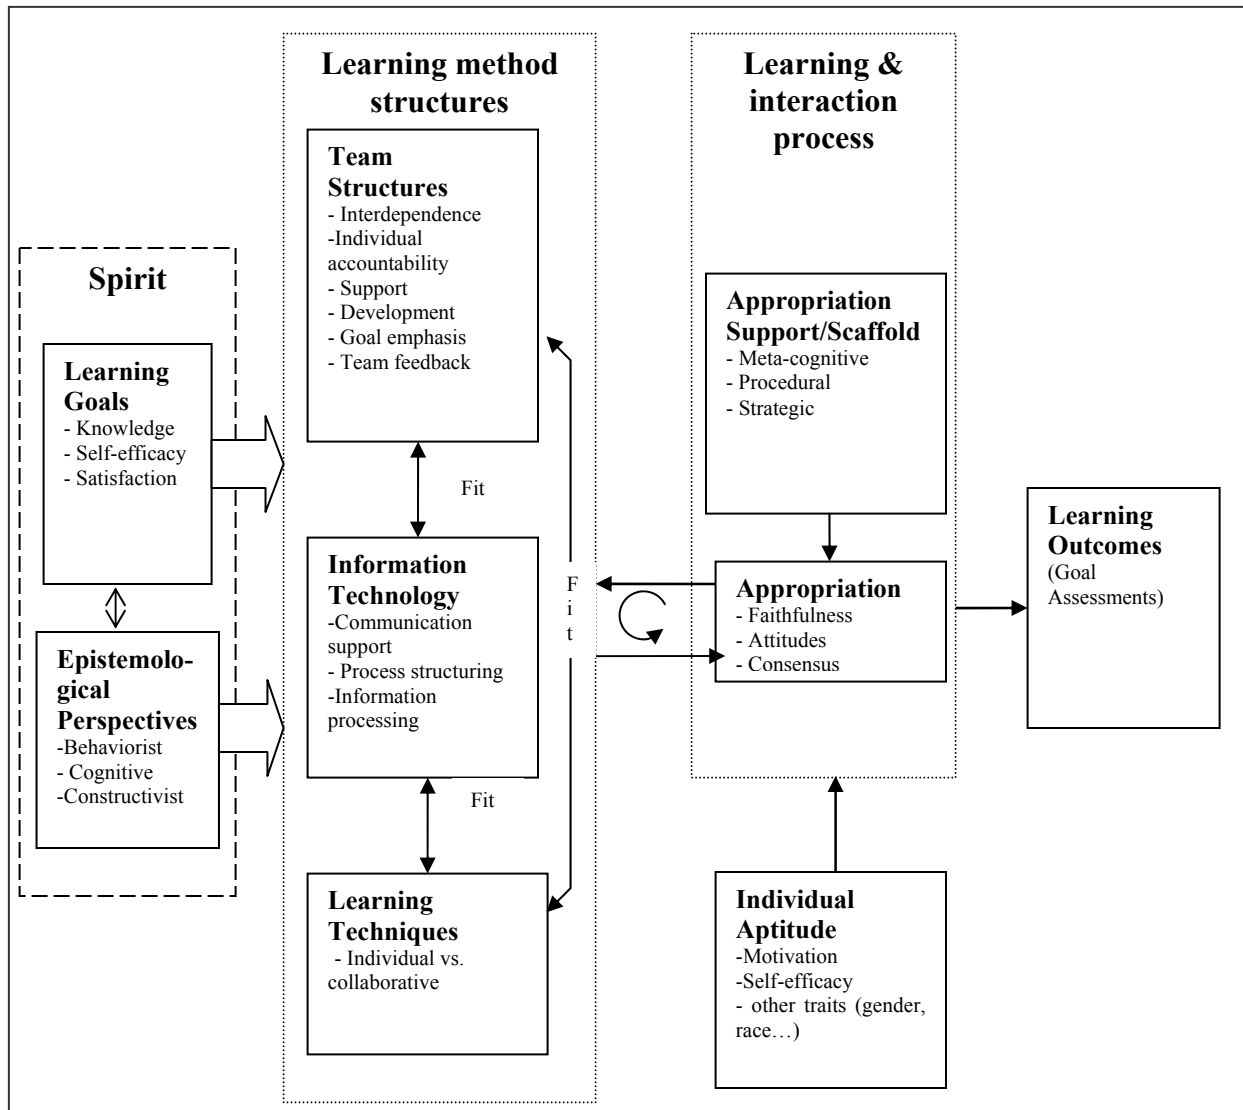 Spirit
Learning
Goals
- Knowledge
- Self-efficacy
- Satisfaction
Epistemolo-
gical
Perspectives
-Behaviorist
- Cognitive
-Constructivist
Learning method
structures
Team
Structures
- Interdependence
-Individual
accountability
- Support
- Development
- Goal emphasis
- Team feedback
Fit
Information
Technology
-Communication
support
- Process structuring
-Information
processing
Fit
Learning
Techniques
- Individual vs.
collaborative
F
i
t
Learning &
interaction
process
Appropriation
Support/Scaffold
- Meta-cognitive
- Procedural
- Strategic
Appropriation
- Faithfulness
- Attitudes
- Consensus
Individual
Aptitude
-Motivation
-Self-efficacy
- other traits (gender,
race…)
Learning
Outcomes
(Goal
Assessments)